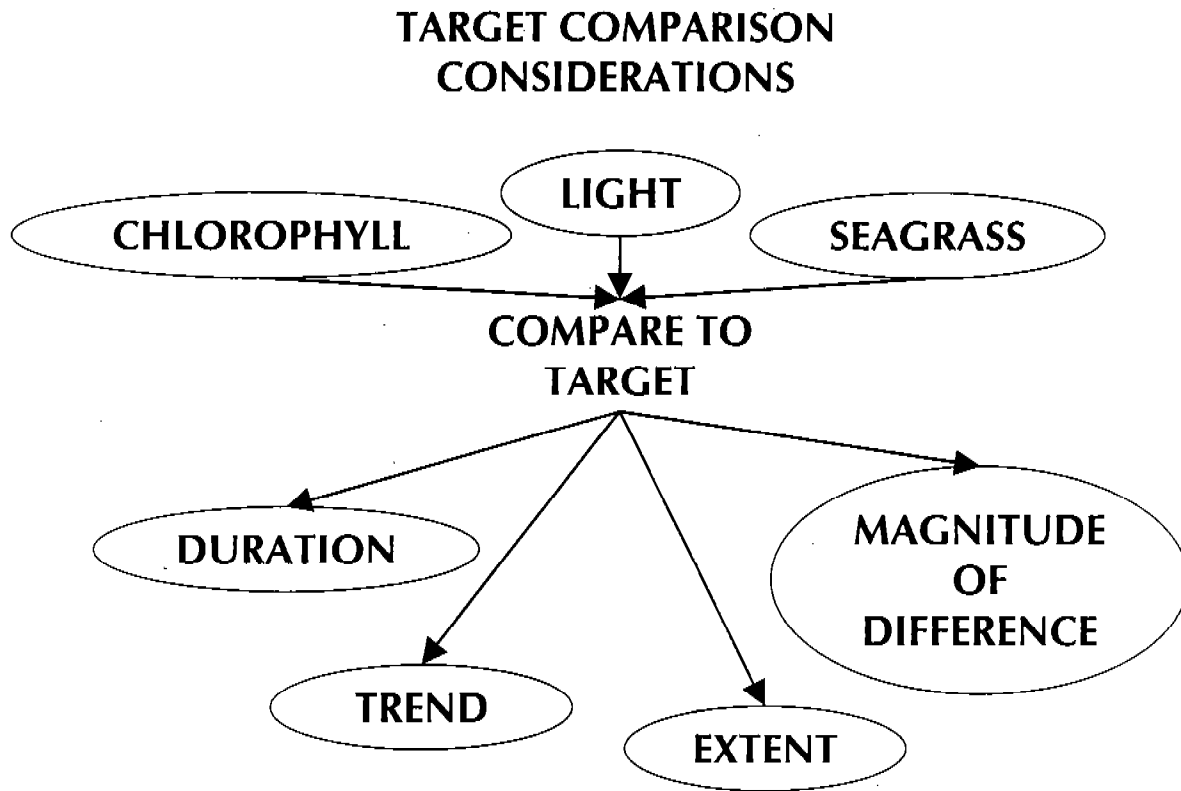 TARGET COMPARISON
CONSIDERATIONS
LIGHT
CHLOROPHYLL
SEAGRASS
COMPARE TO
TARGET
DURATION
MAGNITUDE
OF
DIFFERENCE
TREND
EXTENT